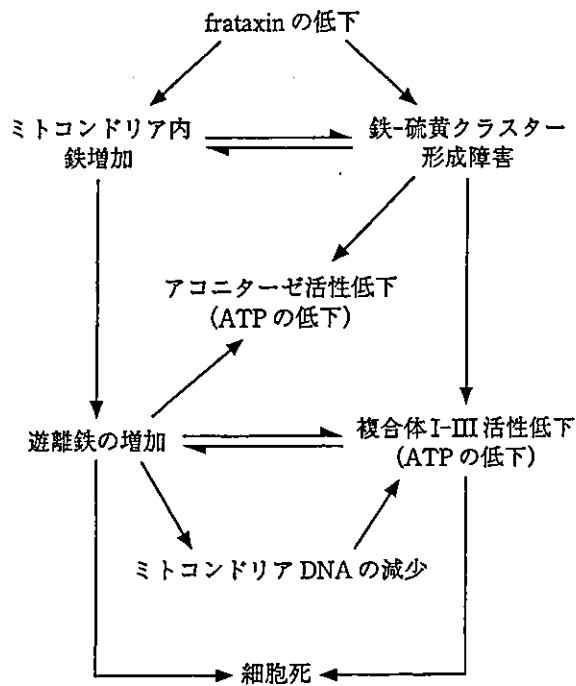 frataxin の低下
ミトコンドリア内
鉄増加
鉄-硫黄クラスター
形成障害
アコニターゼ活性低下
(ATP の低下)
遊離鉄の増加
複合体 I-III 活性低下
(ATP の低下)
ミトコンドリア DNA の減少
細胞死